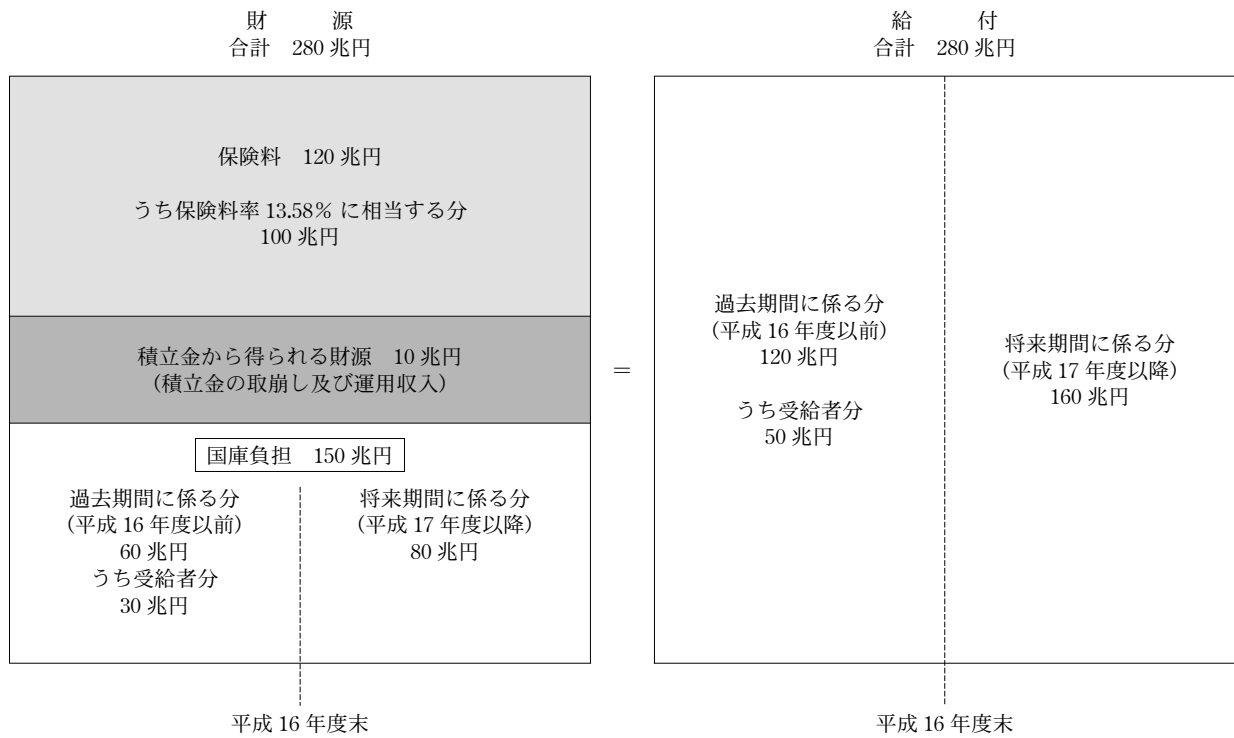 財　源
合計　280 兆円
保険料　120 兆円
うち保険料率 13.58% に相当する分
100 兆円
積立金から得られる財源　10 兆円
（積立金の取崩し及び運用収入）
国庫負担　150 兆円
過去期間に係る分
（平成 16 年度以前）
60 兆円
うち受給者分
30 兆円
将来期間に係る分
（平成 17 年度以降）
80 兆円
平成 16 年度末
＝
給　付
合計　280 兆円
過去期間に係る分
（平成 16 年度以前）
120 兆円
うち受給者分
50 兆円
将来期間に係る分
（平成 17 年度以降）
160 兆円
平成 16 年度末